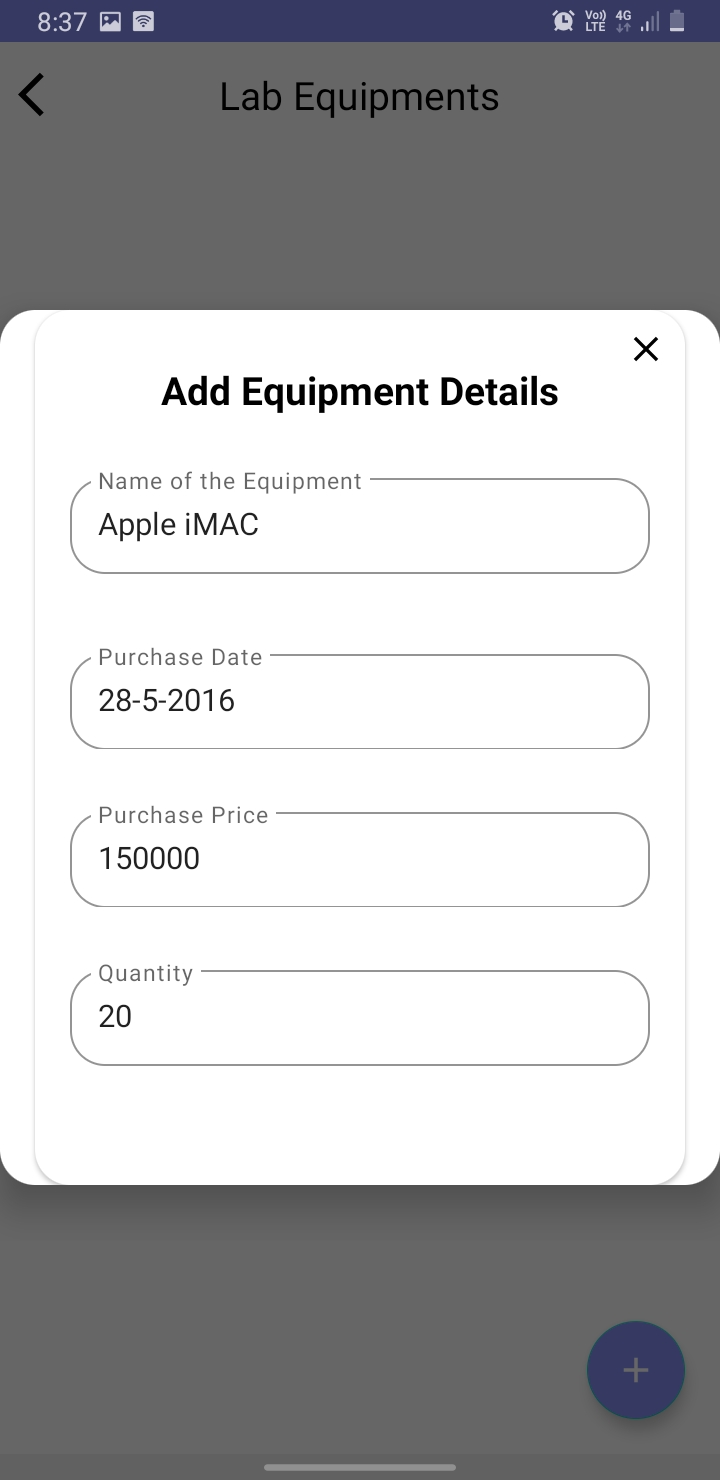 8:37
Vo)) LTE 4G
Lab Equipments
Add Equipment Details
Name of the Equipment
Apple iMAC
Purchase Date
28-5-2016
Purchase Price
150000
Quantity
20